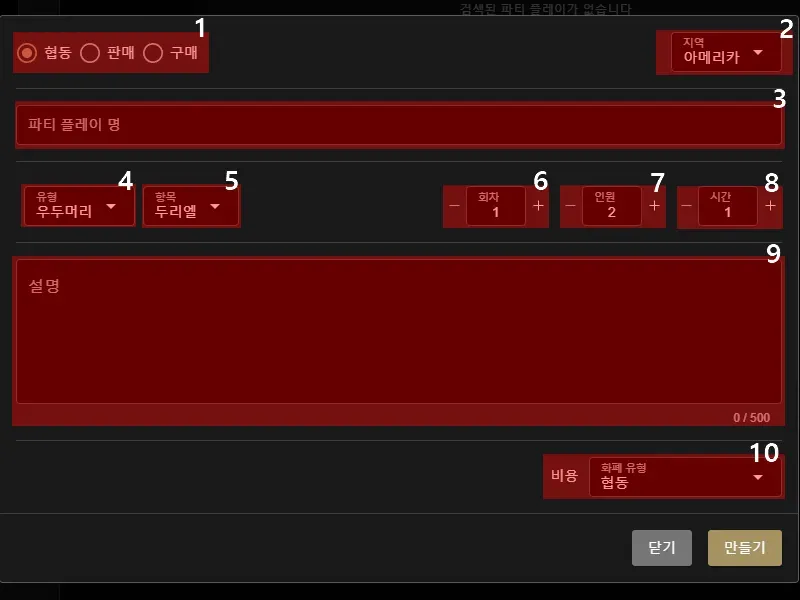 검색된 파티 플레이가 없습니다
1
협동 판매 구매
2
지역
아메리카
3
파티 플레이 명
4
유형
우두머리
5
항목
두리엘
6
회차
− 1 +
7
인원
− 2 +
8
시간
− 1 +
9
설명
0 / 500
10
비용
화폐 유형
협동
닫기
만들기